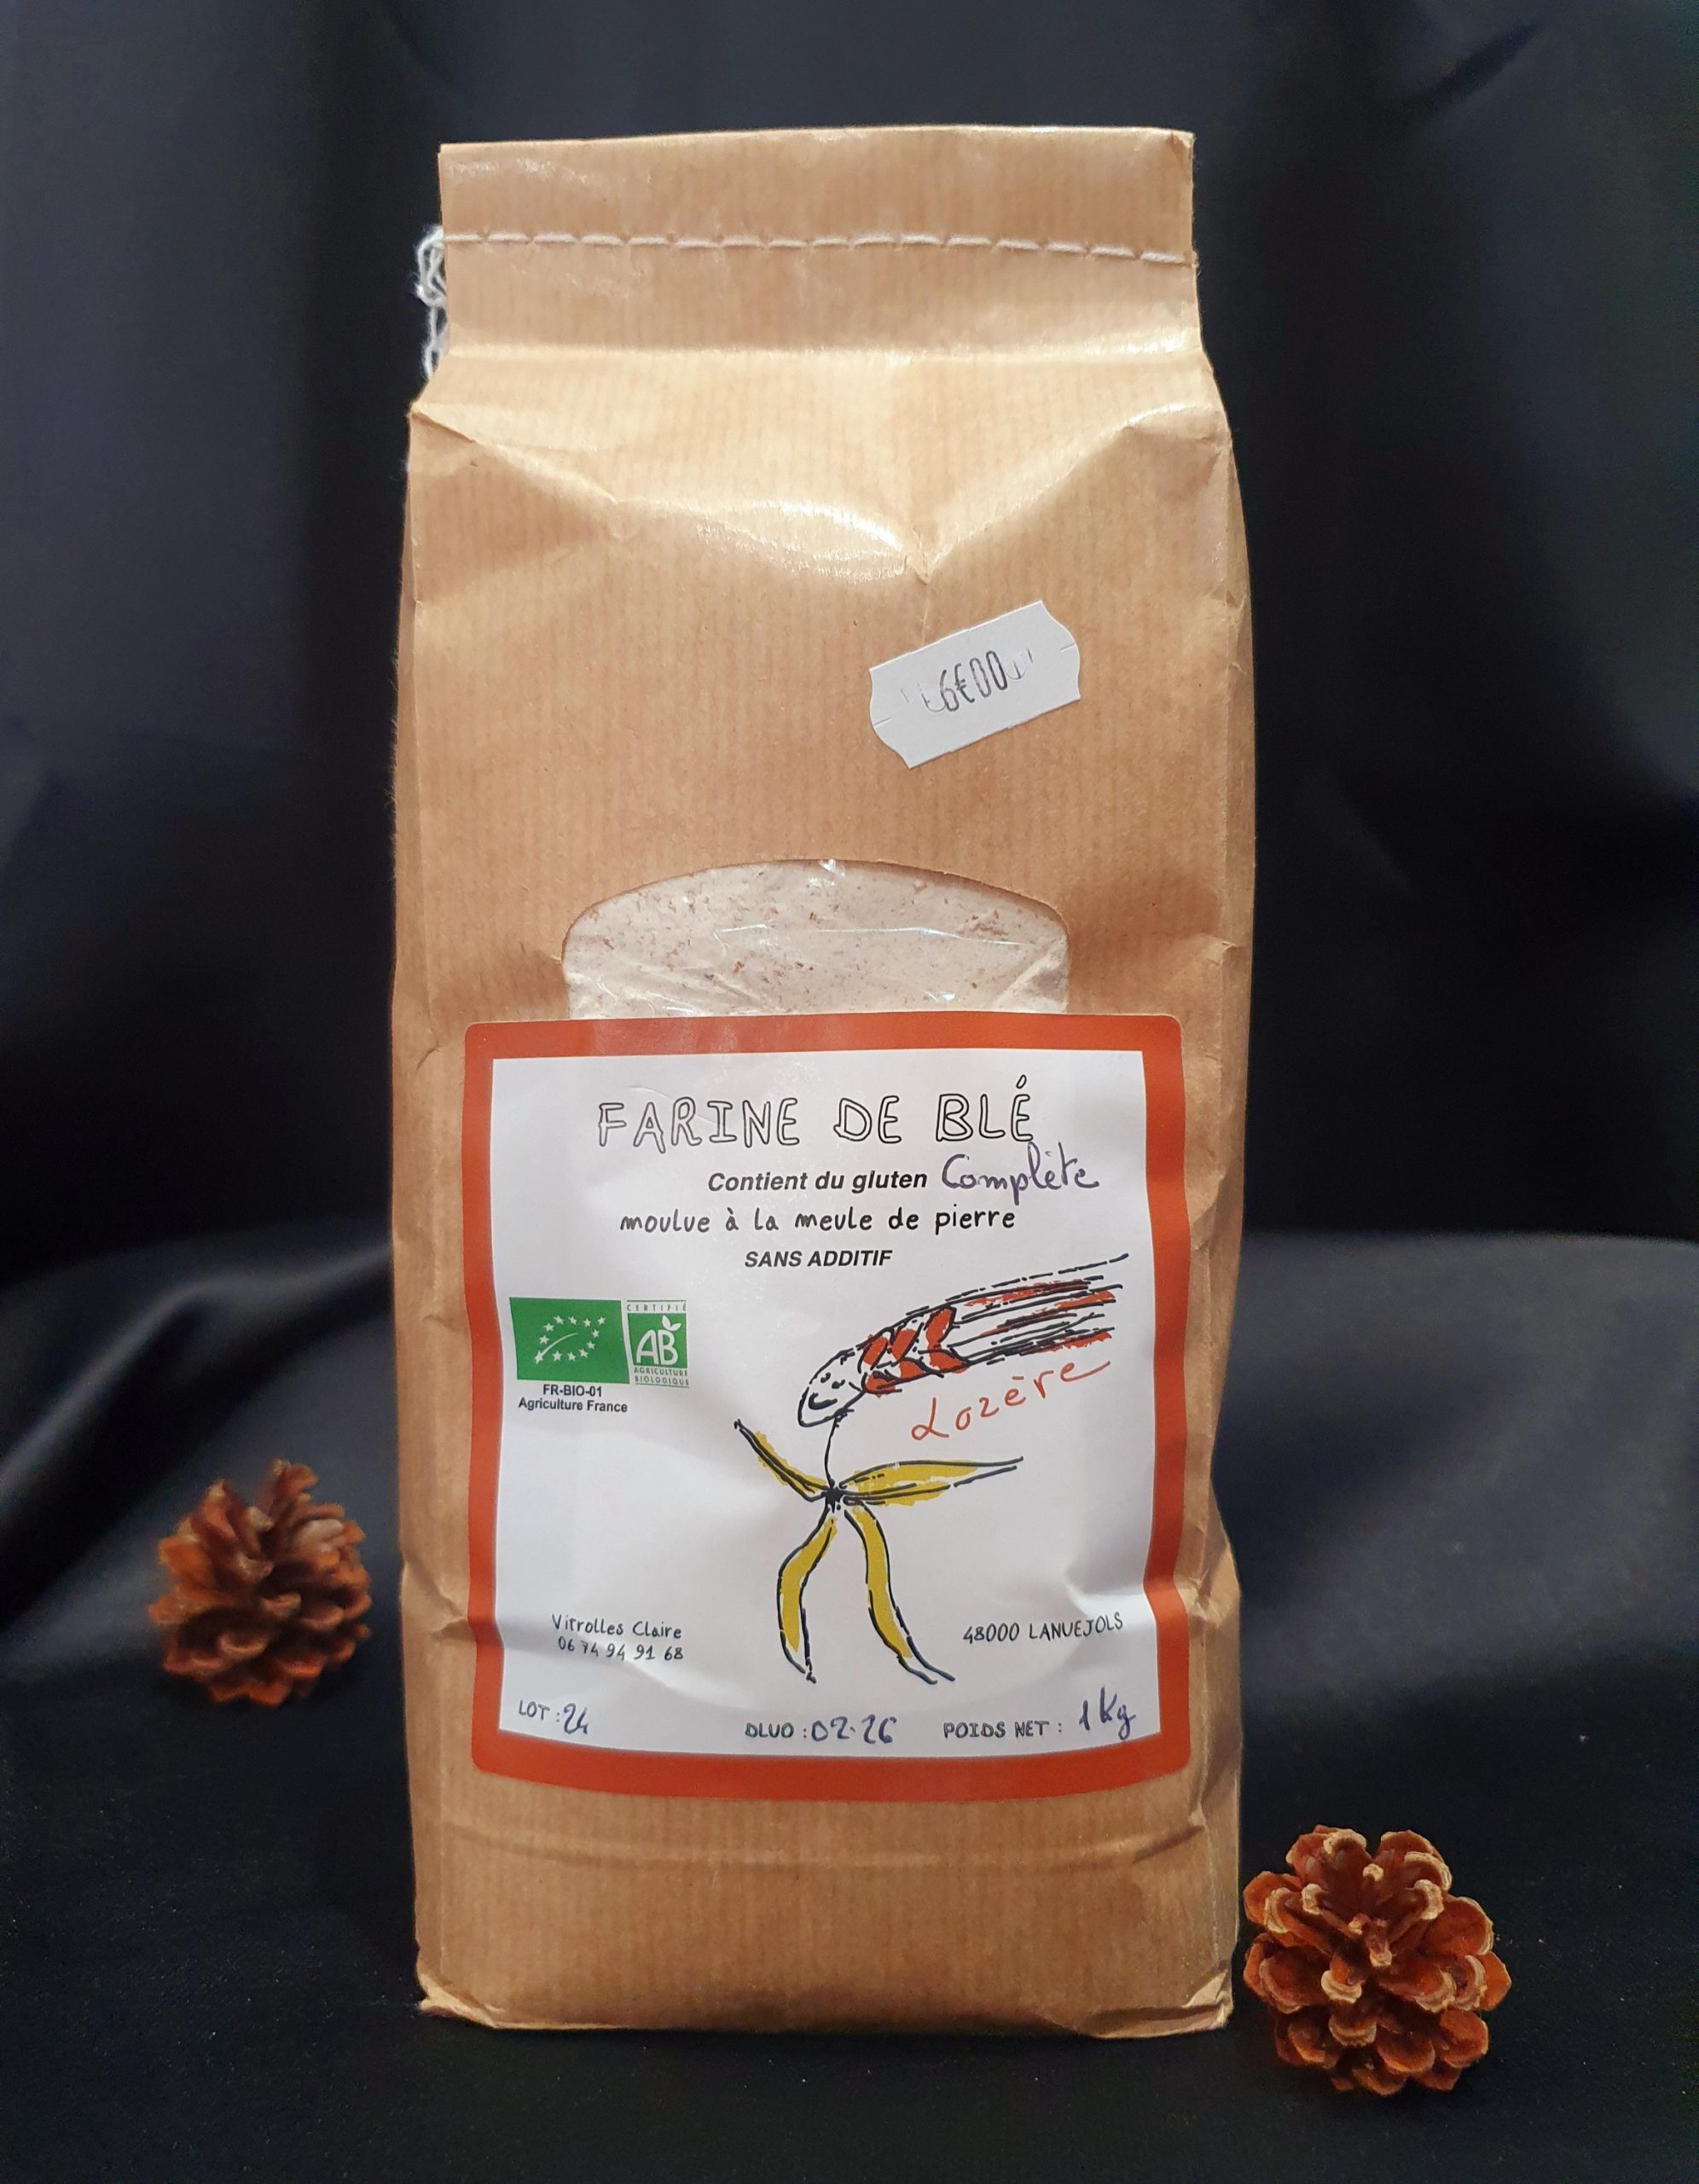 6€00
FARINE DE BLÉ
Contient du gluten Complète
moulue à la meule de pierre
SANS ADDITIF
CERTIFIÉ
AB
AGRICULTURE
BIOLOGIQUE
FR-BIO-01
Agriculture France
Lozère
Vitrolles Claire
06 74 94 91 68
48000 LANUEJOLS
LOT : 24
DLUO : 02.26
POIDS NET : 1 Kg